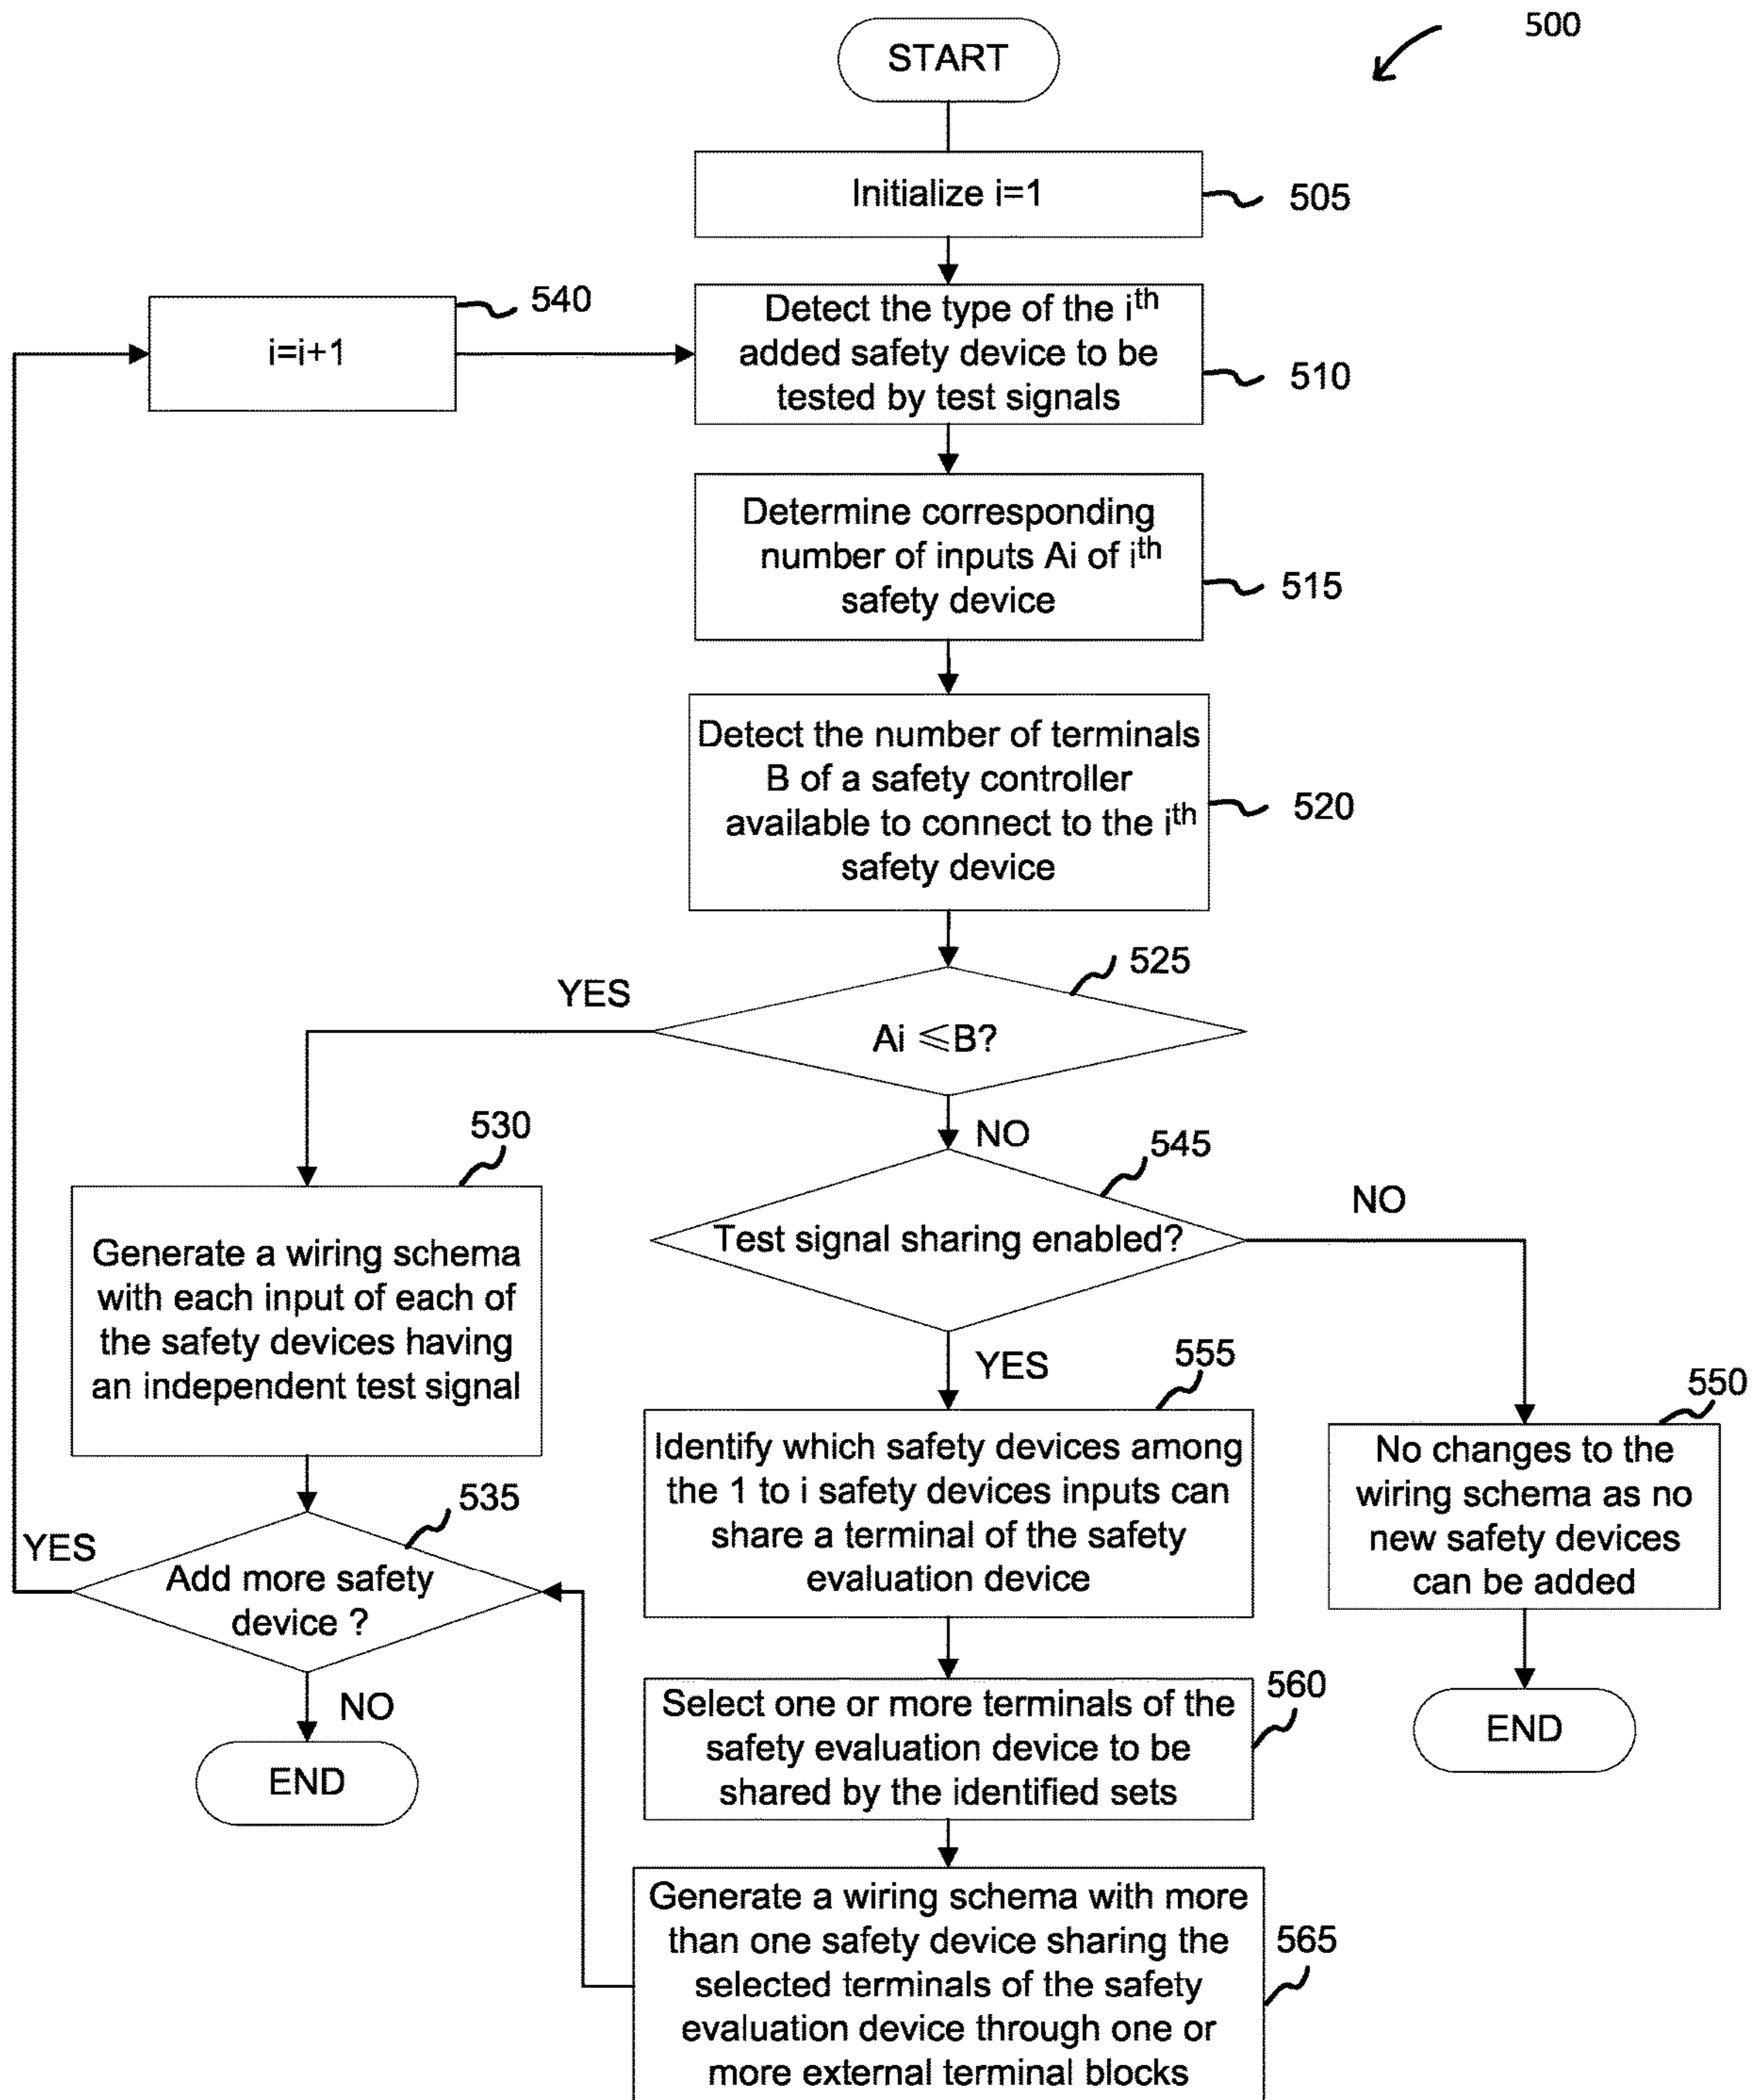 500
START
Initialize i=1
505
540
i=i+1
Detect the type of the ith
added safety device to be
tested by test signals
510
Determine corresponding
number of inputs Ai of ith
safety device
515
Detect the number of terminals
B of a safety controller
available to connect to the ith
safety device
520
525
YES
Ai ⩽B?
NO
530
Generate a wiring schema
with each input of each of
the safety devices having
an independent test signal
545
Test signal sharing enabled?
NO
YES
535
YES
Add more safety
device ?
NO
END
555
Identify which safety devices among
the 1 to i safety devices inputs can
share a terminal of the safety
evaluation device
550
No changes to the
wiring schema as no
new safety devices
can be added
END
560
Select one or more terminals of the
safety evaluation device to be
shared by the identified sets
Generate a wiring schema with more
than one safety device sharing the
selected terminals of the safety
evaluation device through one or
more external terminal blocks
565